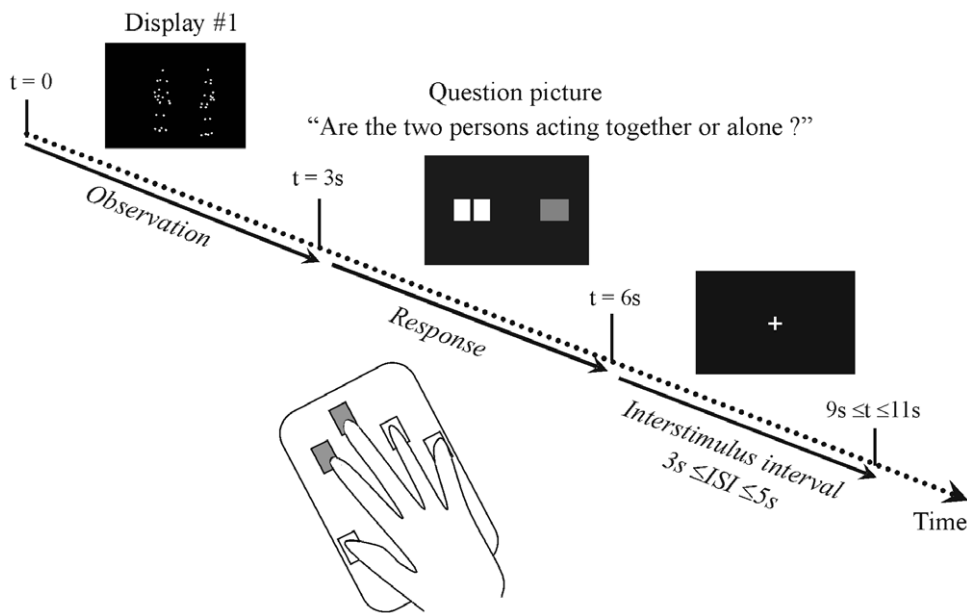 Display #1
t = 0
Question picture
“Are the two persons acting together or alone ?”
t = 3s
Observation
t = 6s
Response
9s ≤t ≤11s
Interstimulus interval
3s ≤ISI ≤5s
Time